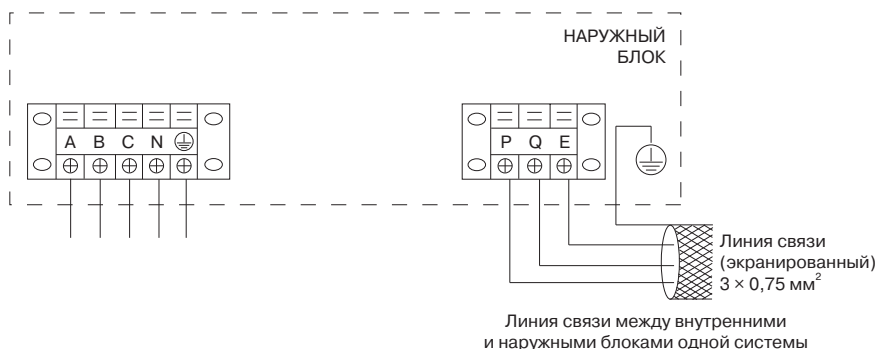 НАРУЖНЫЙ
БЛОК
A B C N
P Q E
Линия связи
(экранированный)
3 × 0,75 мм²
Линия связи между внутренними
и наружными блоками одной системы